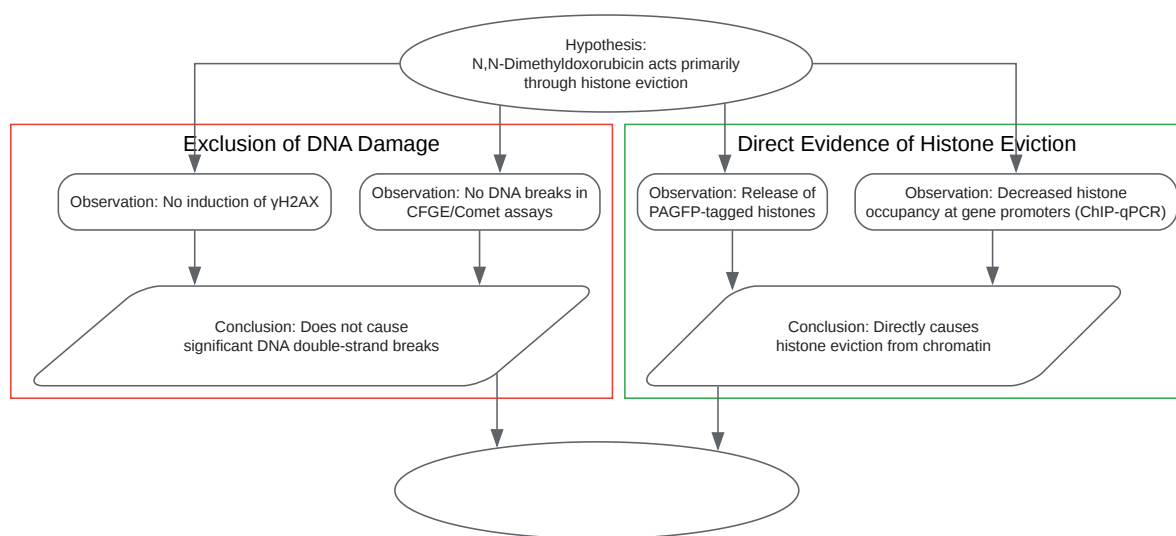 Hypothesis:
N,N-Dimethyldoxorubicin acts primarily
through histone eviction
Exclusion of DNA Damage
Direct Evidence of Histone Eviction
Observation: No induction of γH2AX
Observation: No DNA breaks in
CFGE/Comet assays
Observation: Release of
PAGFP-tagged histones
Observation: Decreased histone
occupancy at gene promoters (ChIP-qPCR)
Conclusion: Does not cause
significant DNA double-strand breaks
Conclusion: Directly causes
histone eviction from chromatin